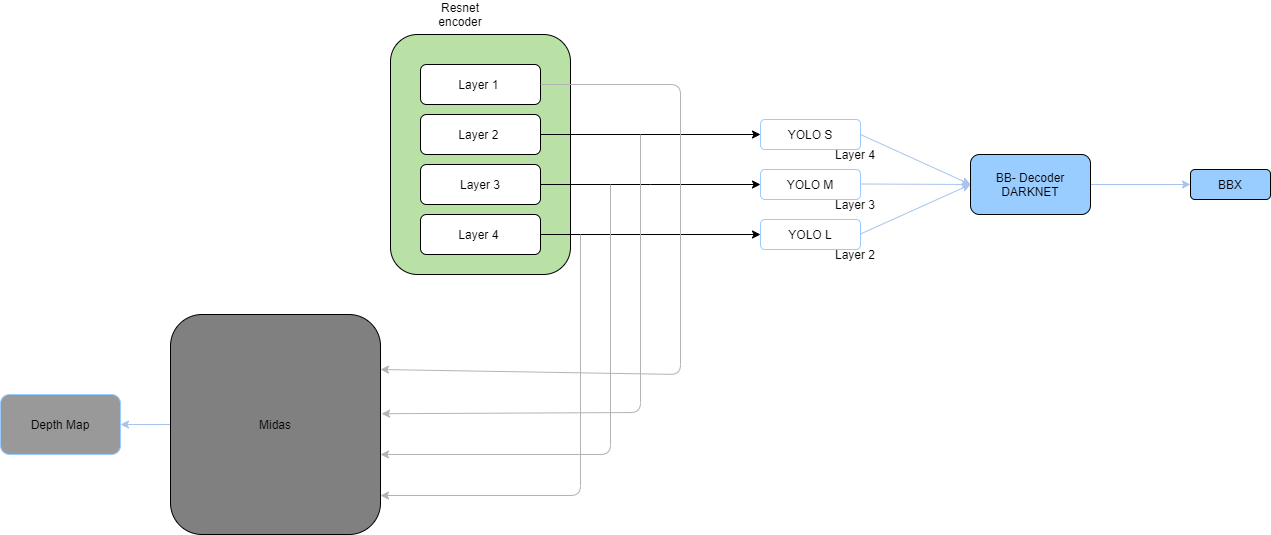 Resnet
encoder
Layer 1
Layer 2
Layer 3
Layer 4
YOLO S
Layer 4
YOLO M
Layer 3
YOLO L
Layer 2
BB- Decoder
DARKNET
BBX
Midas
Depth Map